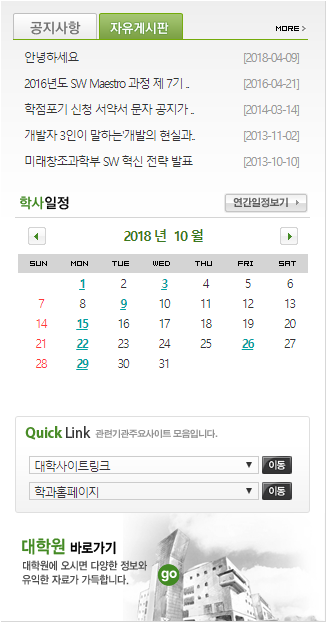 공지사항 자유게시판 MORE >
안녕하세요 [2018-04-09]
2016년도 SW Maestro 과정 제 7기 .. [2016-04-21]
학점포기 신청 서약서 문자 공지가 .. [2014-03-14]
개발자 3인이 말하는'개발의 현실과.. [2013-11-02]
미래창조과학부 SW 혁신 전략 발표 [2013-10-10]
학사일정 연간일정보기
2018 년 10 월
SUN MON TUE WED THU FRI SAT
1 2 3 4 5 6
7 8 9 10 11 12 13
14 15 16 17 18 19 20
21 22 23 24 25 26 27
28 29 30 31
Quick Link 관련기관주요사이트 모음입니다.
대학사이트링크 이동
학과홈페이지 이동
대학원 바로가기
대학원에 오시면 다양한 정보와
유익한 자료가 가득합니다.
go